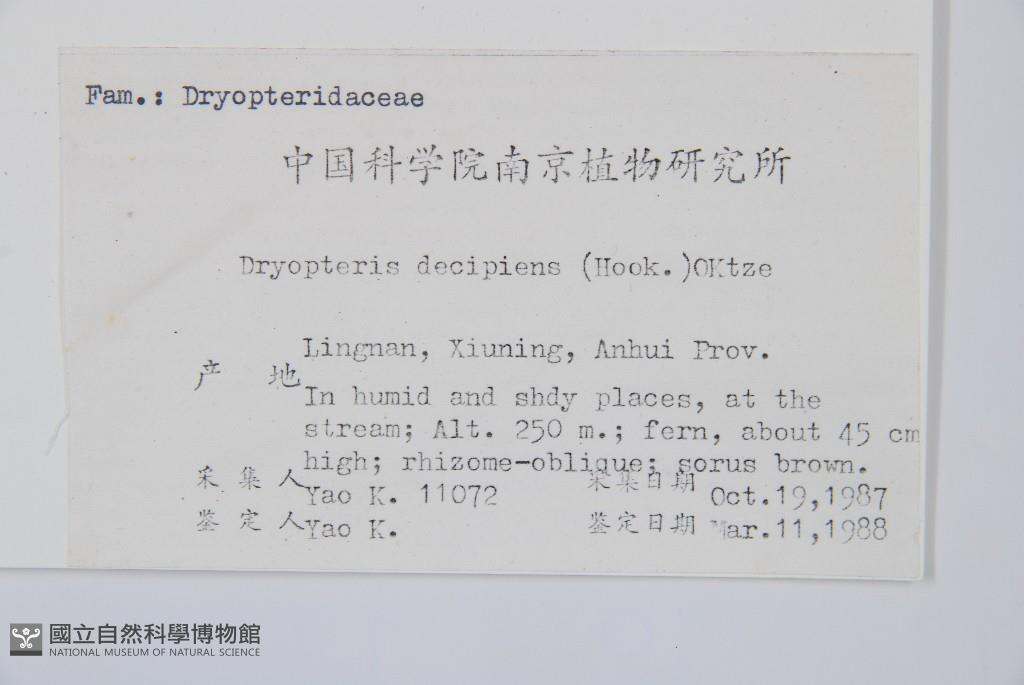 Fam.: Dryopteridaceae
中国科学院南京植物研究所
Dryopteris decipiens (Hook.)OKtze
Lingnan, Xiuning, Anhui Prov.
产 地
In humid and shdy places, at the
stream; Alt. 250 m.; fern, about 45 cm
high; rhizome-oblique; sorus brown.
采 集 人 Yao K. 11072 采集日期 Oct.19,1987
鉴 定 人 Yao K. 鉴定日期 Mar.11,1988
國立自然科學博物館
NATIONAL MUSEUM OF NATURAL SCIENCE